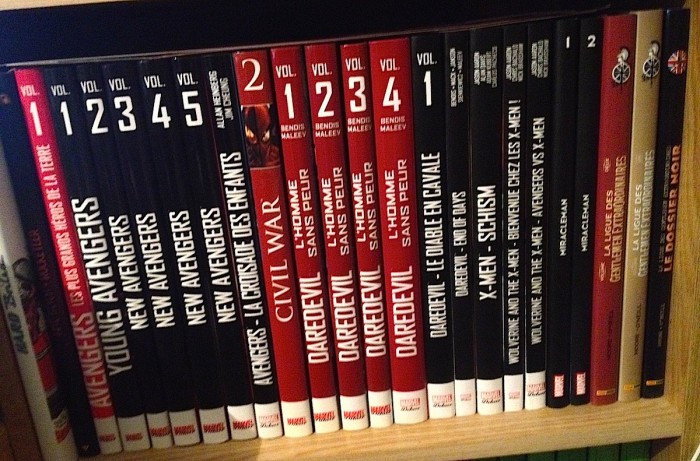 HARD
VOL. 1
AVENGERS LES PLUS GRANDS HÉROS DE LA TERRE
VOL. 1
YOUNG AVENGERS
VOL. 2
NEW AVENGERS
VOL. 3
NEW AVENGERS
VOL. 4
NEW AVENGERS
VOL. 5
NEW AVENGERS
ALLAN HEINBERG
JIM CHEUNG
AVENGERS - LA CROISADE DES ENFANTS
2
CIVIL WAR
VOL. 1
BENDIS
MALEEV
DAREDEVIL L'HOMME SANS PEUR
VOL. 2
BENDIS
MALEEV
DAREDEVIL L'HOMME SANS PEUR
VOL. 3
BENDIS
MALEEV
DAREDEVIL L'HOMME SANS PEUR
VOL. 4
BENDIS
MALEEV
DAREDEVIL L'HOMME SANS PEUR
VOL. 1
DAREDEVIL - LE DIABLE EN CAVALE
DAREDEVIL - END OF DAYS
X-MEN - SCHISM
WOLVERINE AND THE X-MEN - BIENVENUE CHEZ LES X-MEN !
WOLVERINE AND THE X-MEN - AVENGERS VS X-MEN
1
MIRACLEMAN
MARVEL
2
MIRACLEMAN
MARVEL
LA LIGUE DES GENTLEMEN EXTRAORDINAIRES
LA LIGUE DES GENTLEMEN EXTRAORDINAIRES
LE DOSSIER NOIR